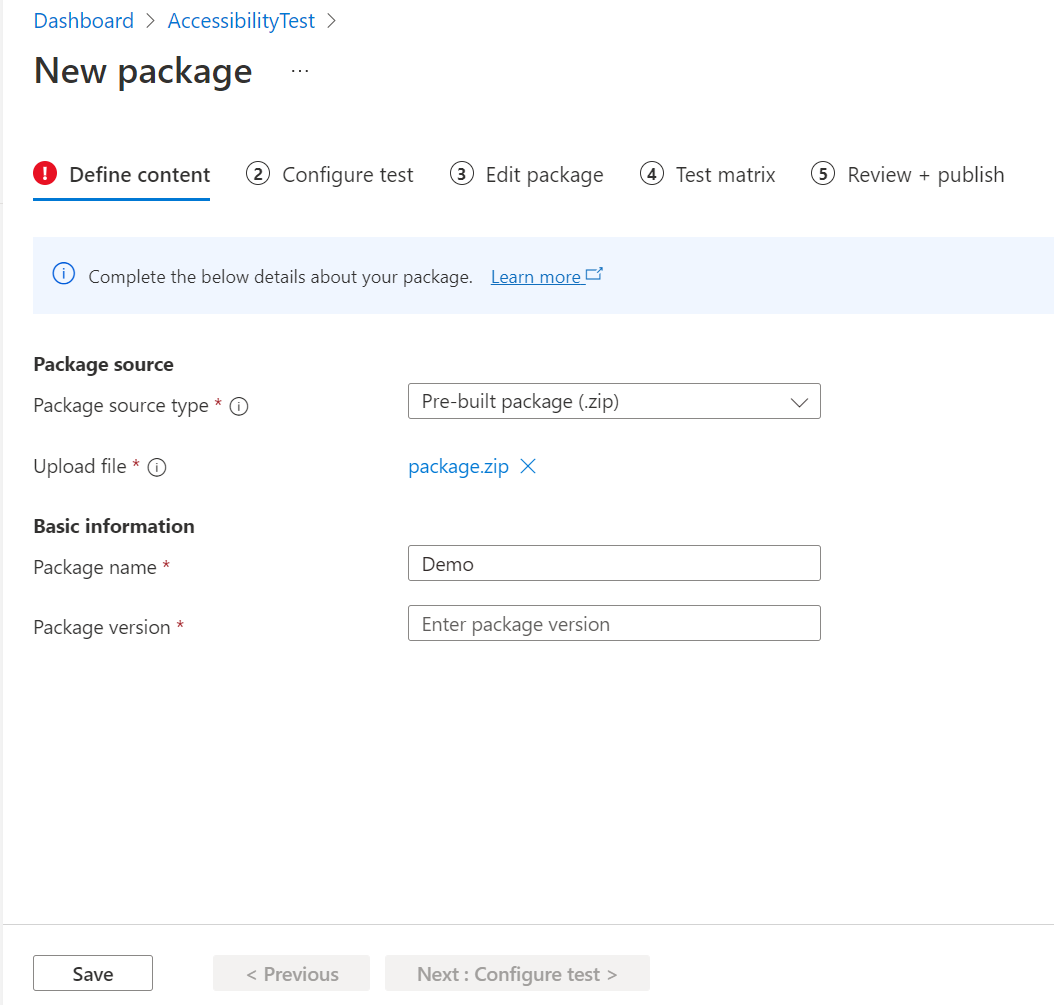 Dashboard > AccessibilityTest >
New package ...
! Define content 2 Configure test 3 Edit package 4 Test matrix 5 Review + publish
Complete the below details about your package. Learn more
Package source
Package source type * Pre-built package (.zip)
Upload file * package.zip
Basic information
Package name * Demo
Package version * Enter package version
Save < Previous Next : Configure test >